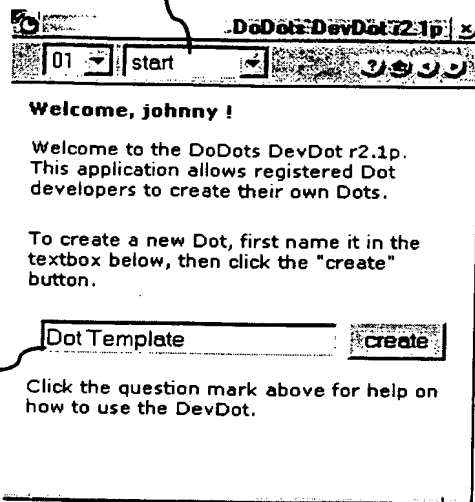 DoDots DevDot r2.1p x
01 start ?
Welcome, johnny !
Welcome to the DoDots DevDot r2.1p.
This application allows registered Dot
developers to create their own Dots.
To create a new Dot, first name it in the
textbox below, then click the "create"
button.
Dot Template create
Click the question mark above for help on
how to use the DevDot.